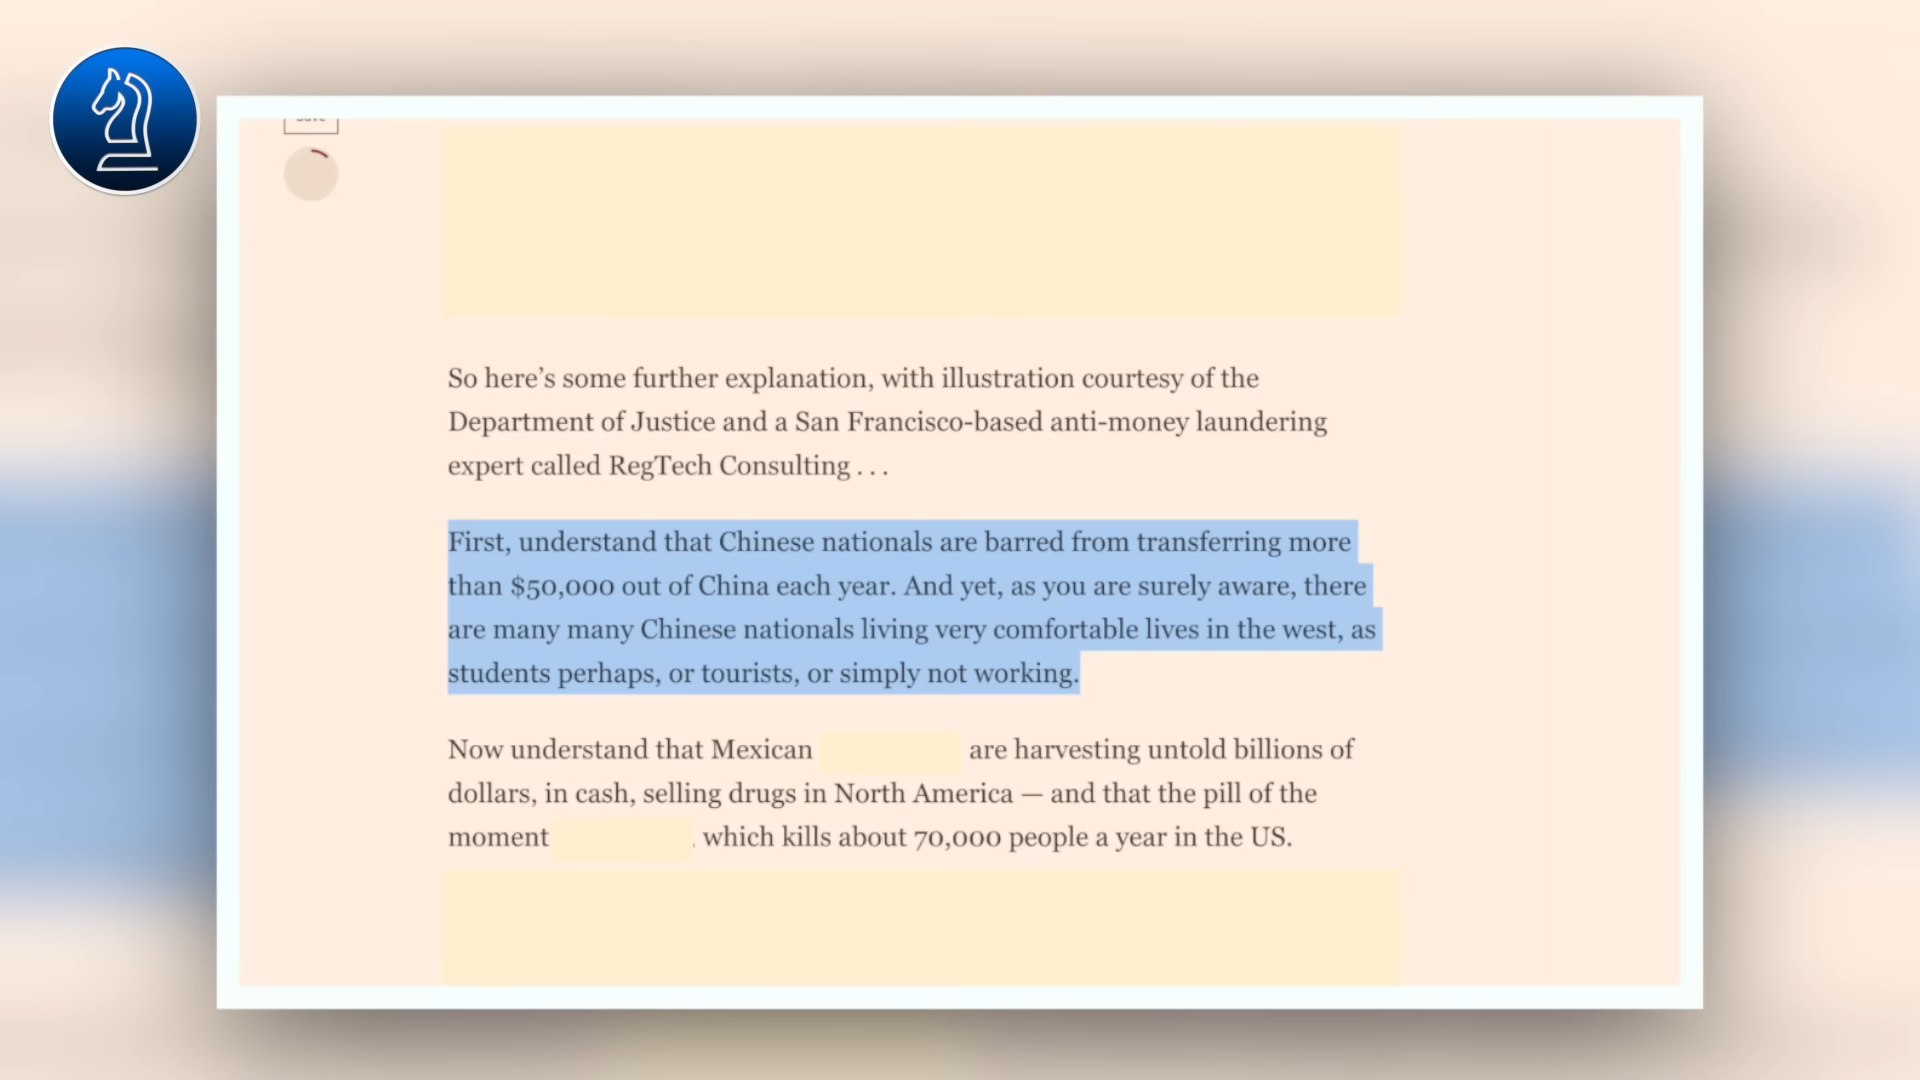 So here’s some further explanation, with illustration courtesy of the
Department of Justice and a San Francisco-based anti-money laundering
expert called RegTech Consulting . . .
First, understand that Chinese nationals are barred from transferring more
than $50,000 out of China each year. And yet, as you are surely aware, there
are many many Chinese nationals living very comfortable lives in the west, as
students perhaps, or tourists, or simply not working.
Now understand that Mexican are harvesting untold billions of
dollars, in cash, selling drugs in North America — and that the pill of the
moment , which kills about 70,000 people a year in the US.